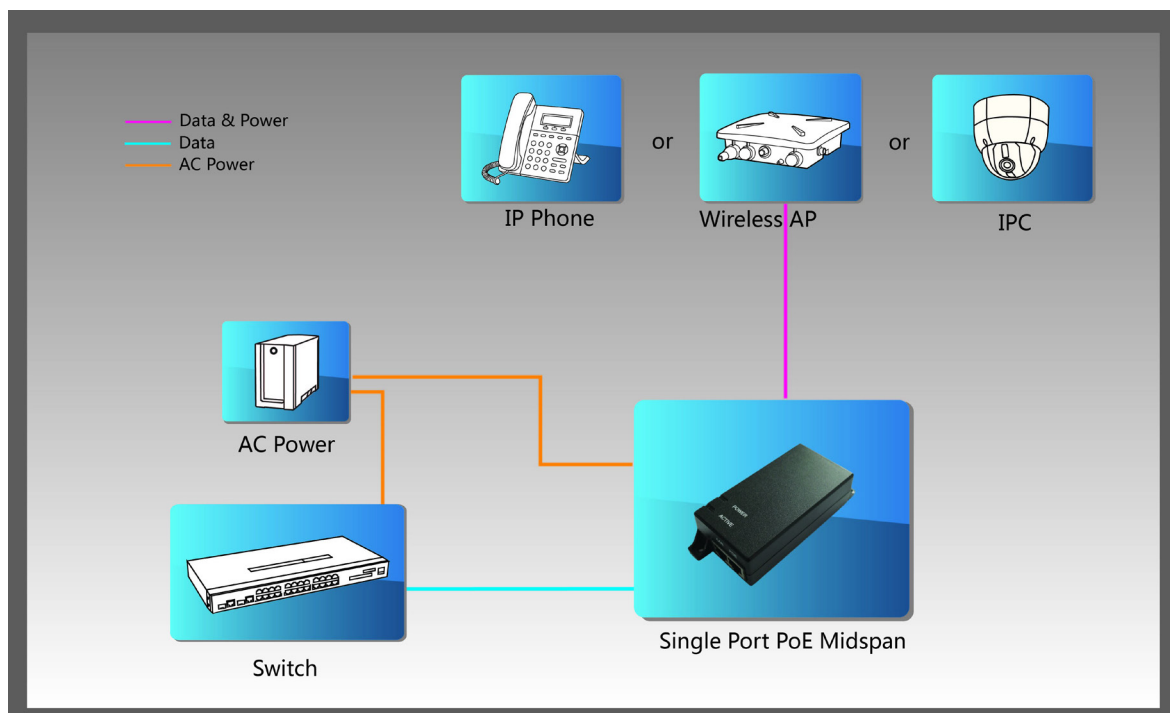 Data & Power
Data
AC Power
or
or
IP Phone
Wireless AP
IPC
AC Power
POWER
ACTIVE
Single Port PoE Midspan
Switch